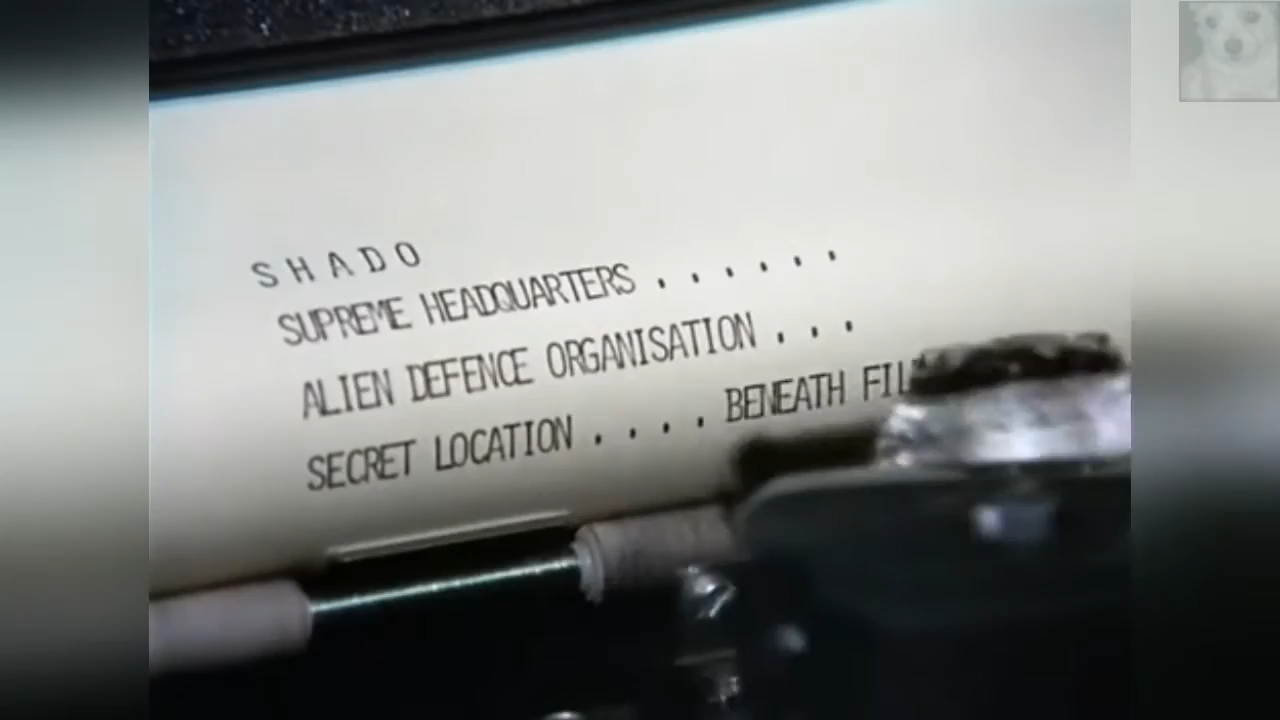 S H A D O
SUPREME HEADQUARTERS . . . . . .
ALIEN DEFENCE ORGANISATION . . .
SECRET LOCATION . . . . BENEATH